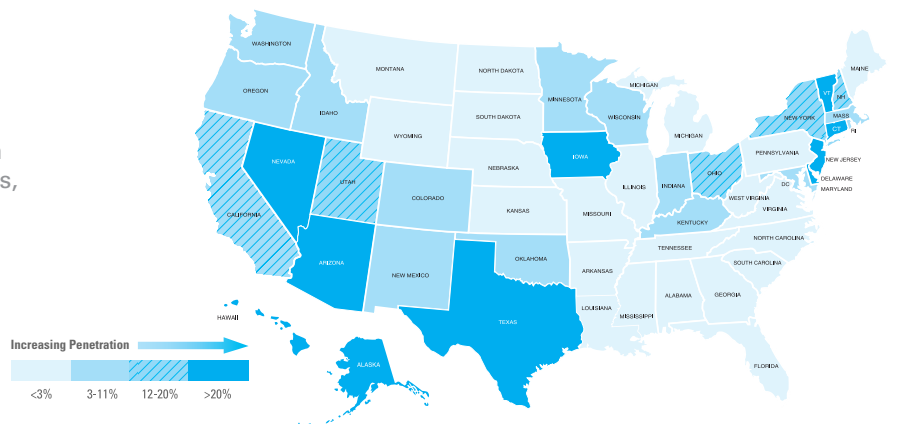 WASHINGTON
MONTANA
NORTH DAKOTA
MINNESOTA
MICHIGAN
MAINE
VT
NH
OREGON
IDAHO
SOUTH DAKOTA
WISCONSIN
MICHIGAN
NEW YORK
MASS
RI
CT
WYOMING
NEVADA
UTAH
NEBRASKA
IOWA
PENNSYLVANIA
NEW JERSEY
s,
ILLINOIS
INDIANA
OHIO
DC
DELAWARE
MARYLAND
CALIFORNIA
COLORADO
KANSAS
MISSOURI
WEST VIRGINIA
VIRGINIA
KENTUCKY
ARIZONA
NEW MEXICO
OKLAHOMA
ARKANSAS
TENNESSEE
NORTH CAROLINA
SOUTH CAROLINA
TEXAS
LOUISIANA
MISSISSIPPI
ALABAMA
GEORGIA
HAWAII
ALASKA
FLORIDA
Increasing Penetration
<3% 3-11% 12-20% >20%